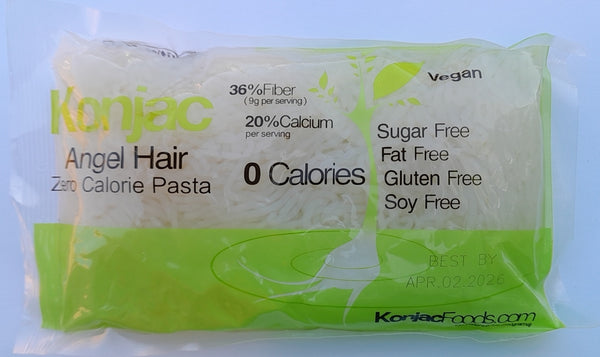 Konjac
Angel Hair
Zero Calorie Pasta
36%Fiber
(9g per serving)
20%Calcium
per serving
0 Calories
Vegan
Sugar Free
Fat Free
Gluten Free
Soy Free
BEST BY
APR.02.2026
KonjacFoods.com